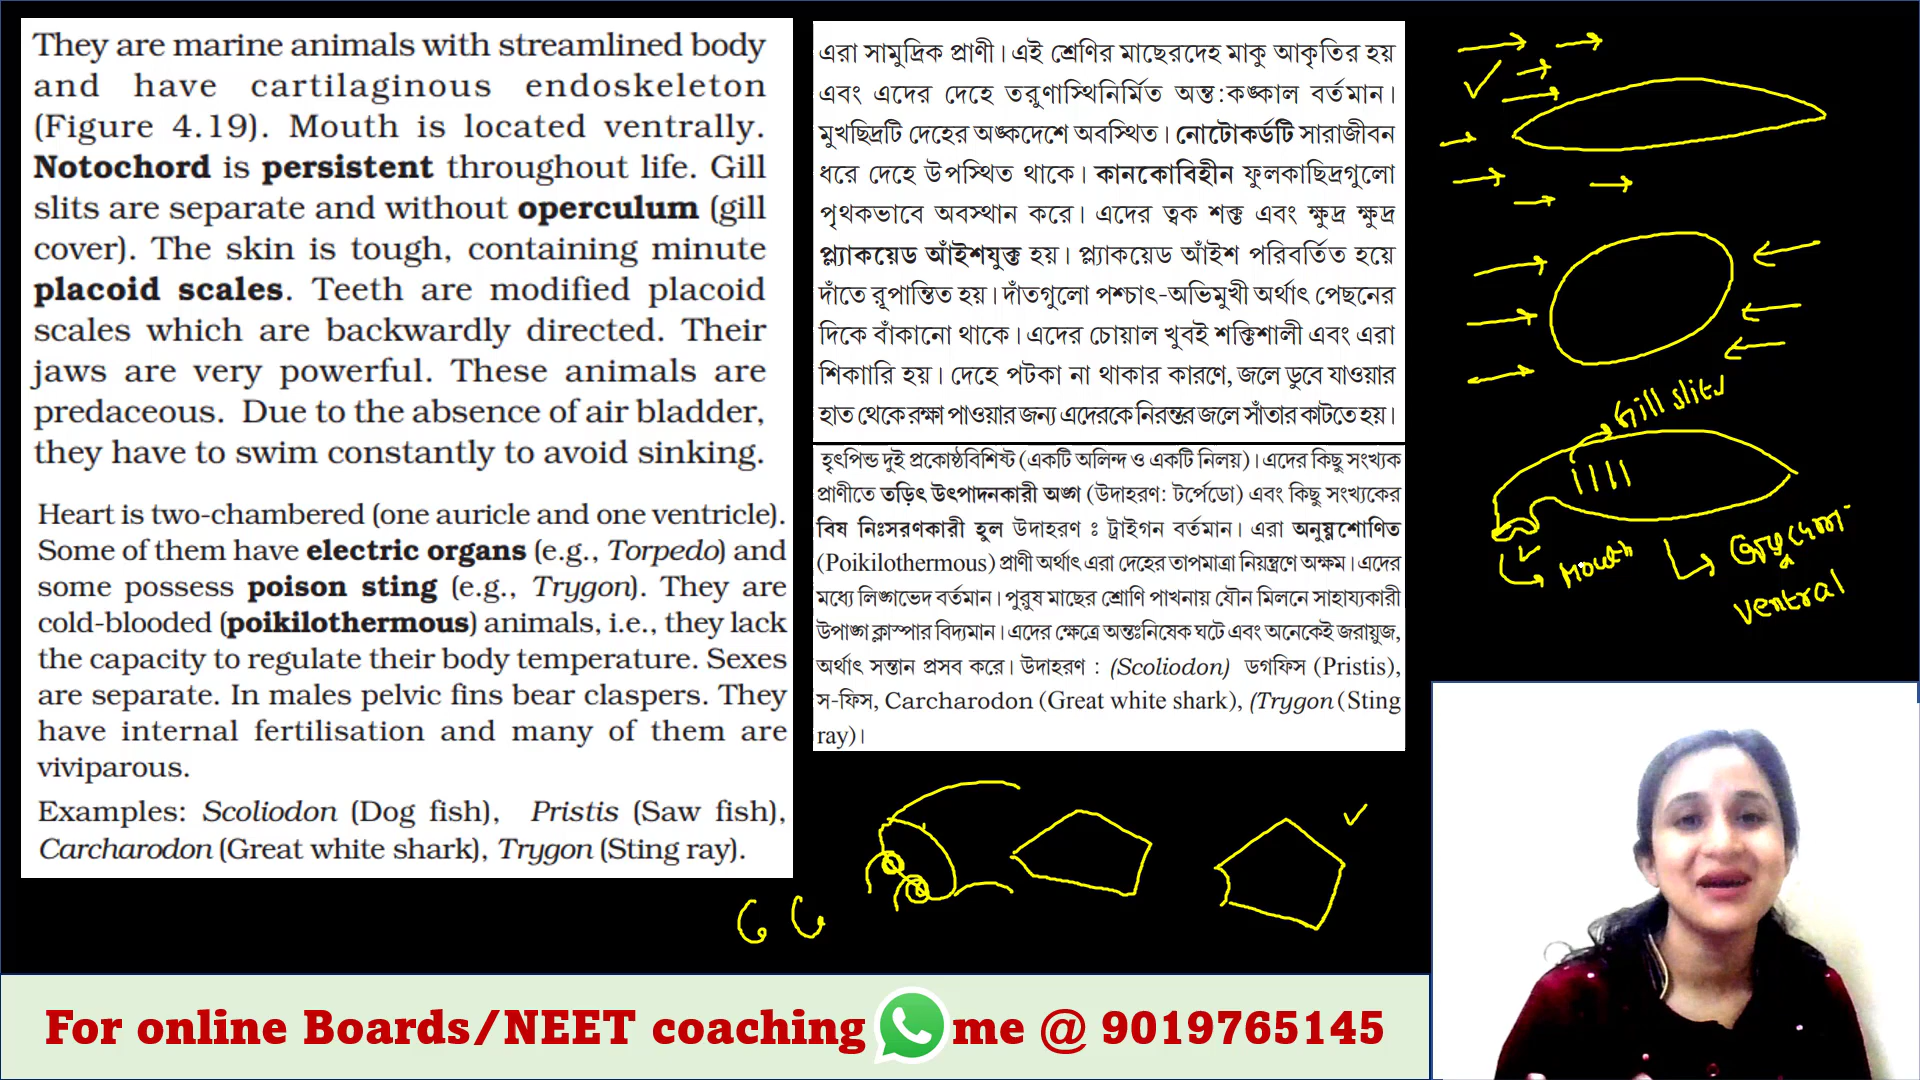 They are marine animals with streamlined body
and have cartilaginous endoskeleton
(Figure 4.19). Mouth is located ventrally.
Notochord is persistent throughout life. Gill
slits are separate and without operculum (gill
cover). The skin is tough, containing minute
placoid scales. Teeth are modified placoid
scales which are backwardly directed. Their
jaws are very powerful. These animals are
predaceous. Due to the absence of air bladder,
they have to swim constantly to avoid sinking.
Heart is two-chambered (one auricle and one ventricle).
Some of them have electric organs (e.g., Torpedo) and
some possess poison sting (e.g., Trygon). They are
cold-blooded (poikilothermous) animals, i.e., they lack
the capacity to regulate their body temperature. Sexes
are separate. In males pelvic fins bear claspers. They
have internal fertilisation and many of them are
viviparous.
Examples: Scoliodon (Dog fish), Pristis (Saw fish),
Carcharodon (Great white shark), Trygon (Sting ray).
এরা সামুদ্রিক প্রাণী। এই শ্রেণির মাছেরদেহ মাকু আকৃতির হয়
এবং এদের দেহে তরুণাস্থিনির্মিত অন্ত:কঙ্কাল বর্তমান।
মুখছিদ্রটি দেহের অঙ্কদেশে অবস্থিত। নোটোকর্ডটি সারাজীবন
ধরে দেহে উপস্থিত থাকে। কানকোবিহীন ফুলকাছিদ্রগুলো
পৃথকভাবে অবস্থান করে। এদের ত্বক শক্ত এবং ক্ষুদ্র ক্ষুদ্র
প্ল্যাকয়েড আঁইশযুক্ত হয়। প্ল্যাকয়েড আঁইশ পরিবর্তিত হয়ে
দাঁতে রূপান্তিত হয়। দাঁতগুলো পশ্চাৎ-অভিমুখী অর্থাৎ পেছনের
দিকে বাঁকানো থাকে। এদের চোয়াল খুবই শক্তিশালী এবং এরা
শিকাারি হয়। দেহে পটকা না থাকার কারণে, জলে ডুবে যাওয়ার
হাত থেকে রক্ষা পাওয়ার জন্য এদেরকে নিরন্তর জলে সাঁতার কাটতে হয়।
হৃৎপিন্ড দুই প্রকোষ্ঠবিশিষ্ট (একটি অলিন্দ ও একটি নিলয়)। এদের কিছু সংখ্যক
প্রাণীতে তড়িৎ উৎপাদনকারী অঙ্গ (উদাহরণ: টর্পেডো) এবং কিছু সংখ্যকের
বিষ নিঃসরণকারী হুল উদাহরণ ঃ ট্রাইগন বর্তমান। এরা অনুষ্ণশোণিত
(Poikilothermous) প্রাণী অর্থাৎ এরা দেহের তাপমাত্রা নিয়ন্ত্রণে অক্ষম। এদের
মধ্যে লিঙ্গভেদ বর্তমান। পুরুষ মাছের শ্রোণি পাখনায় যৌন মিলনে সাহায্যকারী
উপাঙ্গ ক্লাস্পার বিদ্যমান। এদের ক্ষেত্রে অন্তঃনিষেক ঘটে এবং অনেকেই জরায়ুজ,
অর্থাৎ সন্তান প্রসব করে। উদাহরণ : (Scoliodon) ডগফিস (Pristis),
স-ফিস, Carcharodon (Great white shark), (Trygon (Sting
ray)।
Gill slits
Mouth
ventral
For online Boards/NEET coaching me @ 9019765145